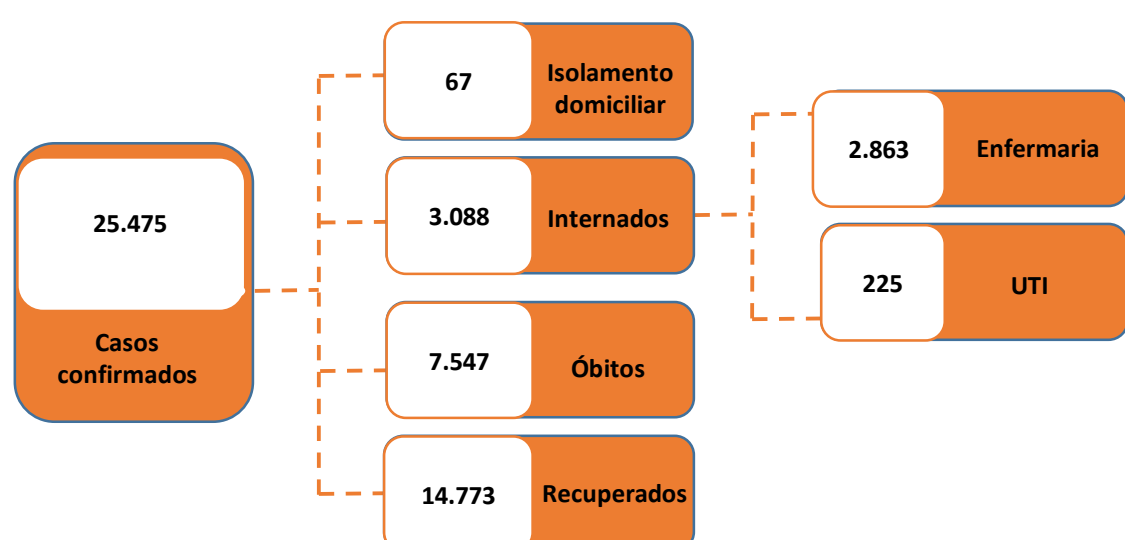 25.475
Casos
confirmados
67
Isolamento
domiciliar
3.088
Internados
2.863
Enfermaria
225
UTI
7.547
Óbitos
14.773
Recuperados